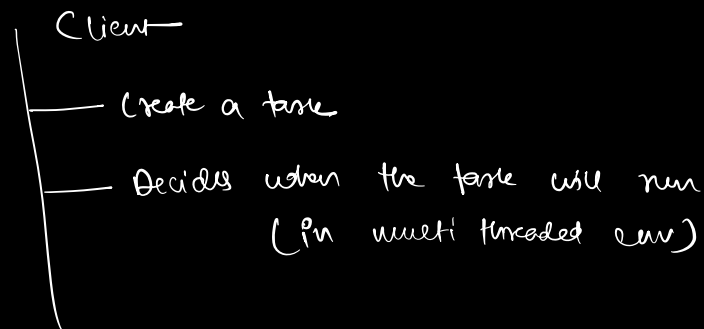 Client
Create a task
Decides when the task will run
(in multi threaded env)